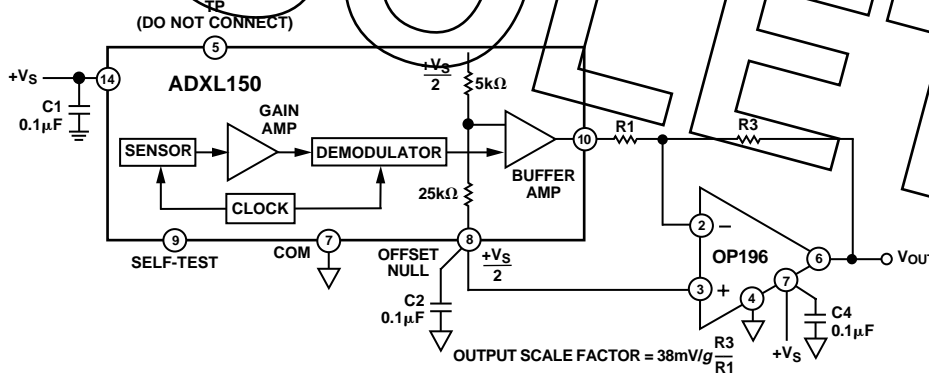 TP
(DO NOT CONNECT)
5
+VS
14
ADXL150
C1
0.1µF
+VS
2
5kΩ
GAIN
AMP
SENSOR
DEMODULATOR
CLOCK
25kΩ
BUFFER
AMP
10
R1
R3
9
SELF-TEST
COM
7
OFFSET
NULL
8
+VS
2
C2
0.1µF
2
−
OP196
3
+
6
VOUT
7
4
C4
0.1µF
+VS
OUTPUT SCALE FACTOR = 38mV/g R3
R1